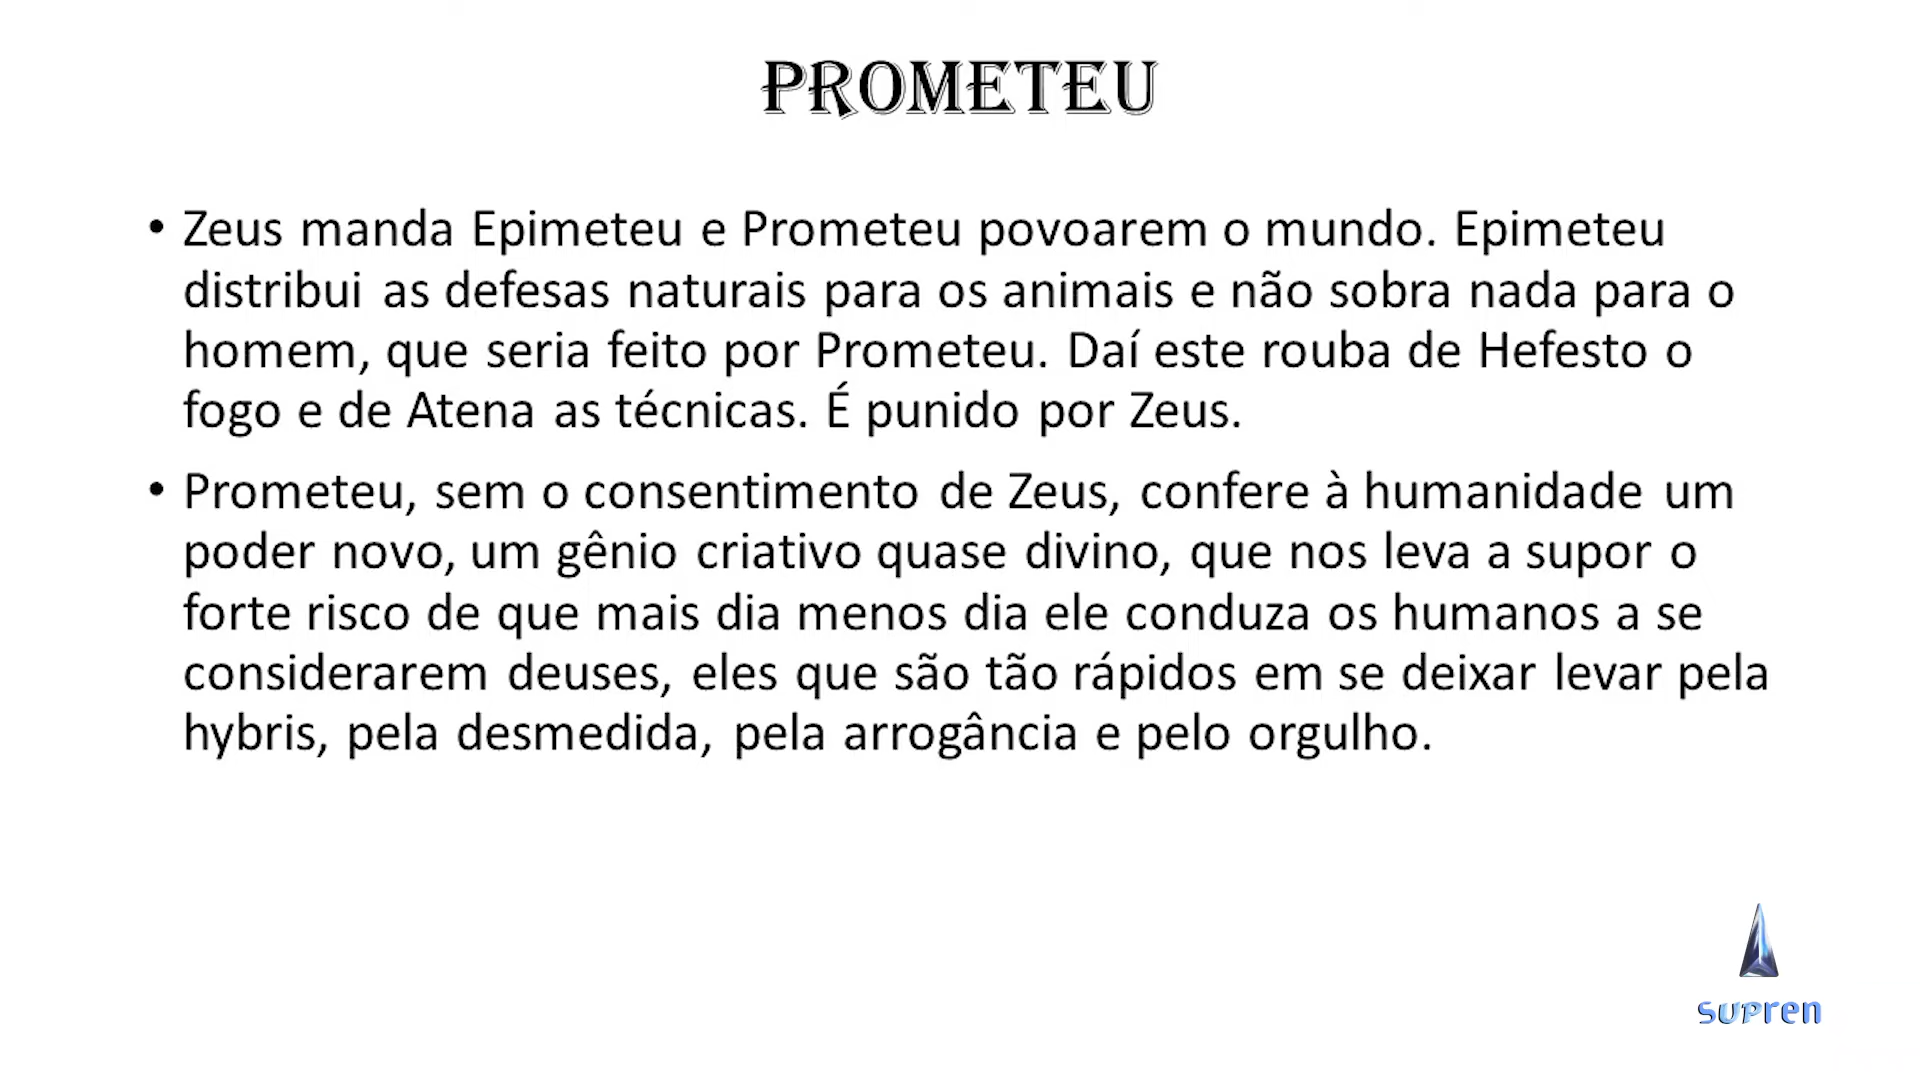 PROMETEU
• Zeus manda Epimeteu e Prometeu povoarem o mundo. Epimeteu
distribui as defesas naturais para os animais e não sobra nada para o
homem, que seria feito por Prometeu. Daí este rouba de Hefesto o
fogo e de Atena as técnicas. É punido por Zeus.
• Prometeu, sem o consentimento de Zeus, confere à humanidade um
poder novo, um gênio criativo quase divino, que nos leva a supor o
forte risco de que mais dia menos dia ele conduza os humanos a se
considerarem deuses, eles que são tão rápidos em se deixar levar pela
hybris, pela desmedida, pela arrogância e pelo orgulho.
supren